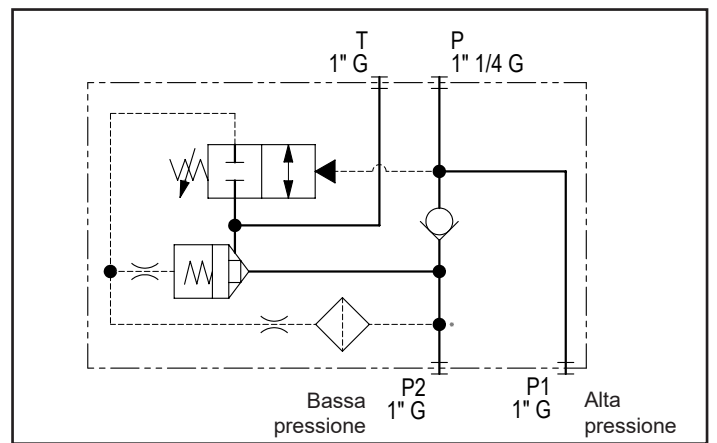 T
1" G
P
1" 1/4 G
P2
1" G
Bassa
pressione
P1
1" G
Alta
pressione